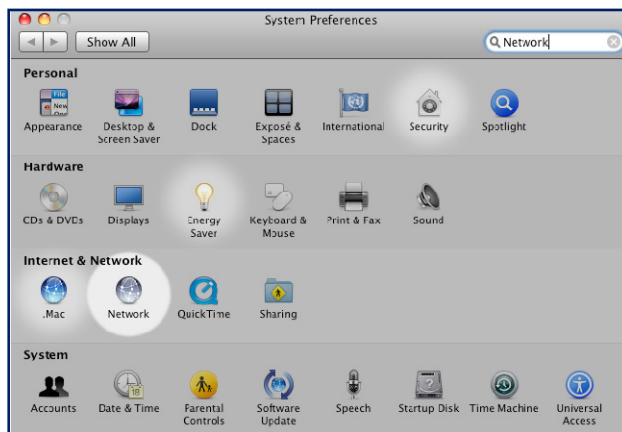 System Preferences
Show All
Network
Personal
Appearance
Desktop &
Screen Saver
Dock
Exposé &
Spaces
International
Security
Spotlight
Hardware
CDs & DVDs
Displays
Energy
Saver
Keyboard &
Mouse
Print & Fax
Sound
Internet & Network
.Mac
Network
QuickTime
Sharing
System
Accounts
Date & Time
Parental
Controls
Software
Update
Speech
Startup Disk
Time Machine
Universal
Access